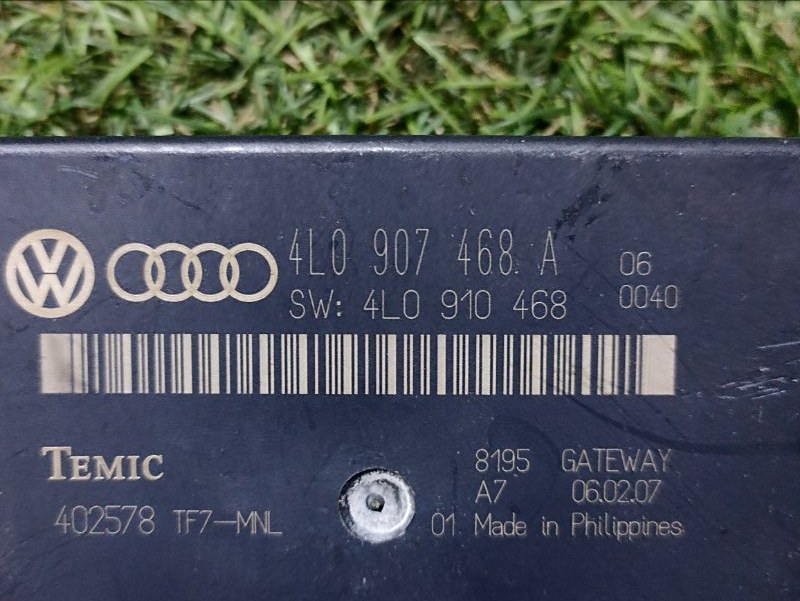 4L0 907 468 A 06
SW: 4L0 910 468 0040
TEMIC 8195 GATEWAY
A7 06.02.07
402578 TF7-MNL 01 Made in Philippines